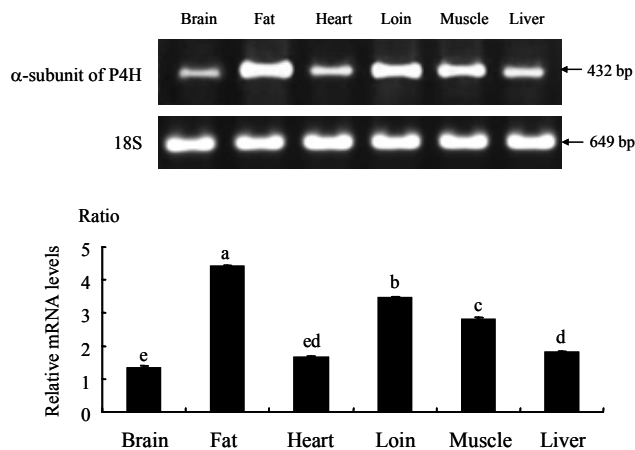 Brain Fat Heart Loin Muscle Liver
α-subunit of P4H
432 bp
18S
649 bp
Ratio
Relative mRNA levels
5
4
3
2
1
0
a
b
c
d
e
ed
Brain Fat Heart Loin Muscle Liver